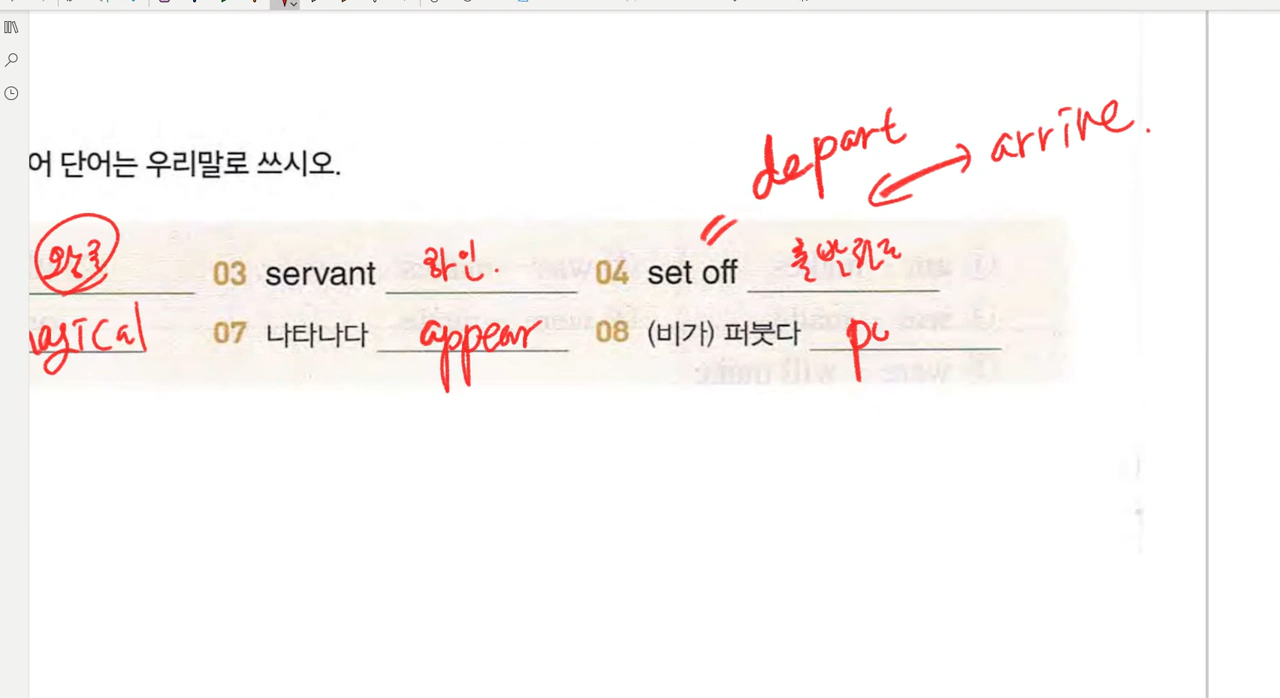 depart
arrive.
어 단어는 우리말로 쓰시오.
왕국 03 servant 하인. 04 set off 출발하다
agical 07 나타나다 appear 08 (비가) 퍼붓다 po